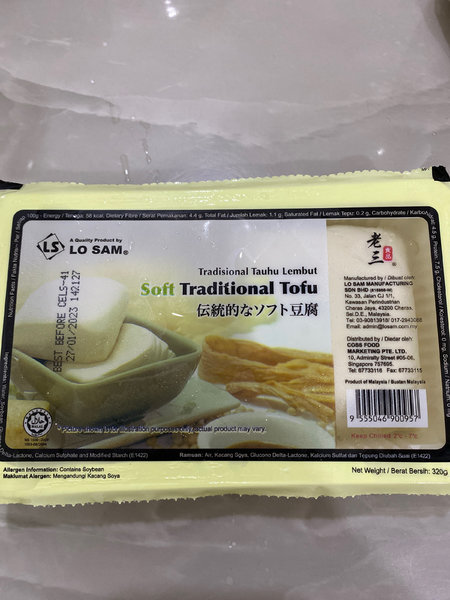 100g : Energy / Tenaga: 58 kcal, Dietary Fibre / Serat Pemakanan: 4.4 g, Total Fat / Jumlah Lemak: 1.1 g, Saturated Fat / Lemak Tepu: 0.2 g, Carbohydrate /
LS
A Quality Product by
LO SAM®
BEST BEFORE CELS-41
27/01/2023 142127
Tradisional Tauhu Lembut
Soft Traditional Tofu
伝統的なソフト豆腐
老三
食品
Manufactured by / Dibuat oleh:
LO SAM MANUFACTURING
SDN BHD
No. 33, Jalan CJ 1/1,
Kawasan Perindustrian
Cheras Jaya, 43200 Cheras,
Sel.D.E., Malaysia.
Tel: 03-90813918/ 017-2943088
Email: admin@losam.com.my
Distributed by / Diedar oleh:
COBS FOOD
MARKETING PTE. LTD.
10, Admiralty Street #05-06,
Singapore 757695.
Tel: 67733116 Fax: 67733115
Product of Malaysia / Buatan Malaysia
9 555046 900957
Keep Chilled 2°c - 7°c
Picture shown is for illustration purposes only actual product may vary.
Lactone, Calcium Sulphate and Modified Starch (E1422)
Ramuan: Air, Kacang Soya, Glucono Delta-Lactone, Kalsium Sulfat dan Tepung Diubah Suai (E1422)
Allergen Information: Contains Soybean
Maklumat Alergen: Mengandungi Kacang Soya
Net Weight / Berat Bersih: 320g